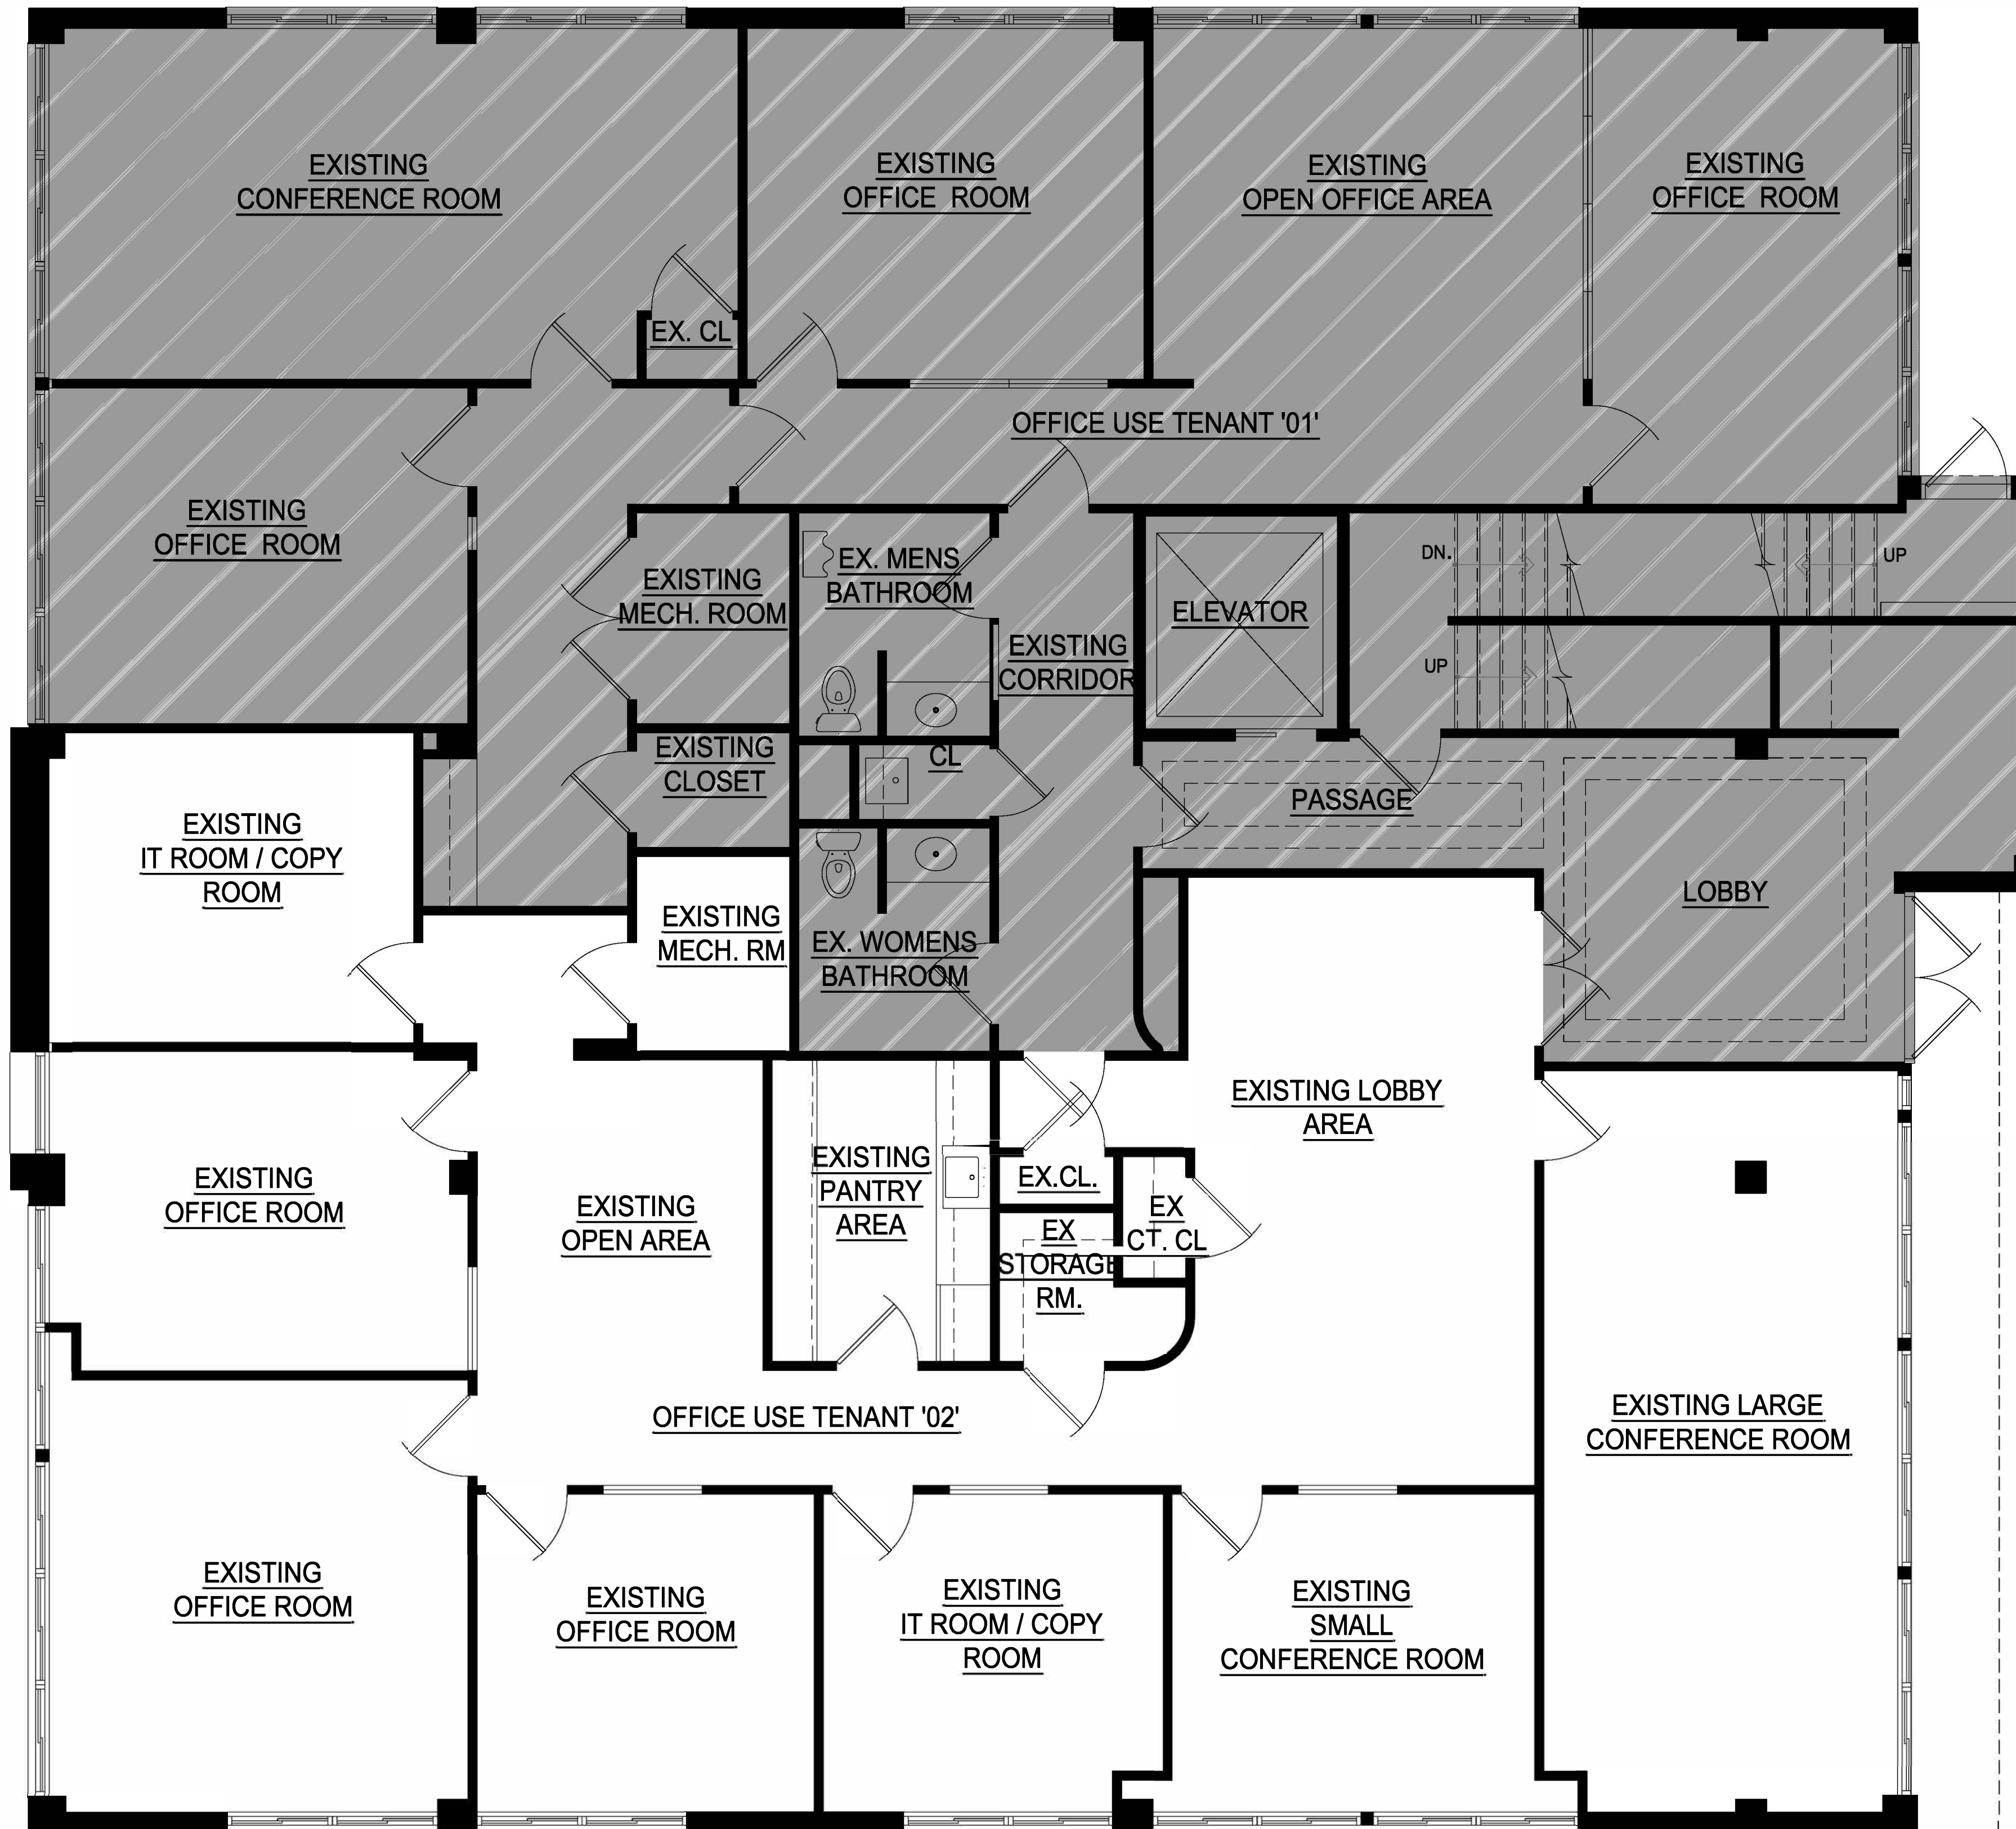 EXISTING
CONFERENCE ROOM
EXISTING
OFFICE ROOM
EXISTING
OPEN OFFICE AREA
EXISTING
OFFICE ROOM
EX. CL
OFFICE USE TENANT '01'
EXISTING
OFFICE ROOM
EXISTING
MECH. ROOM
EX. MENS
BATHROOM
EXISTING
CORRIDOR
ELEVATOR
DN.
UP
UP
EXISTING
CLOSET
CL
PASSAGE
LOBBY
EXISTING
IT ROOM / COPY
ROOM
EXISTING
MECH. RM
EX. WOMENS
BATHROOM
EXISTING LOBBY
AREA
EXISTING
OFFICE ROOM
EXISTING
OPEN AREA
EXISTING
PANTRY
AREA
EX.CL.
EX
CT. CL
EX
STORAGE
RM.
OFFICE USE TENANT '02'
EXISTING LARGE
CONFERENCE ROOM
EXISTING
OFFICE ROOM
EXISTING
OFFICE ROOM
EXISTING
IT ROOM / COPY
ROOM
EXISTING
SMALL
CONFERENCE ROOM